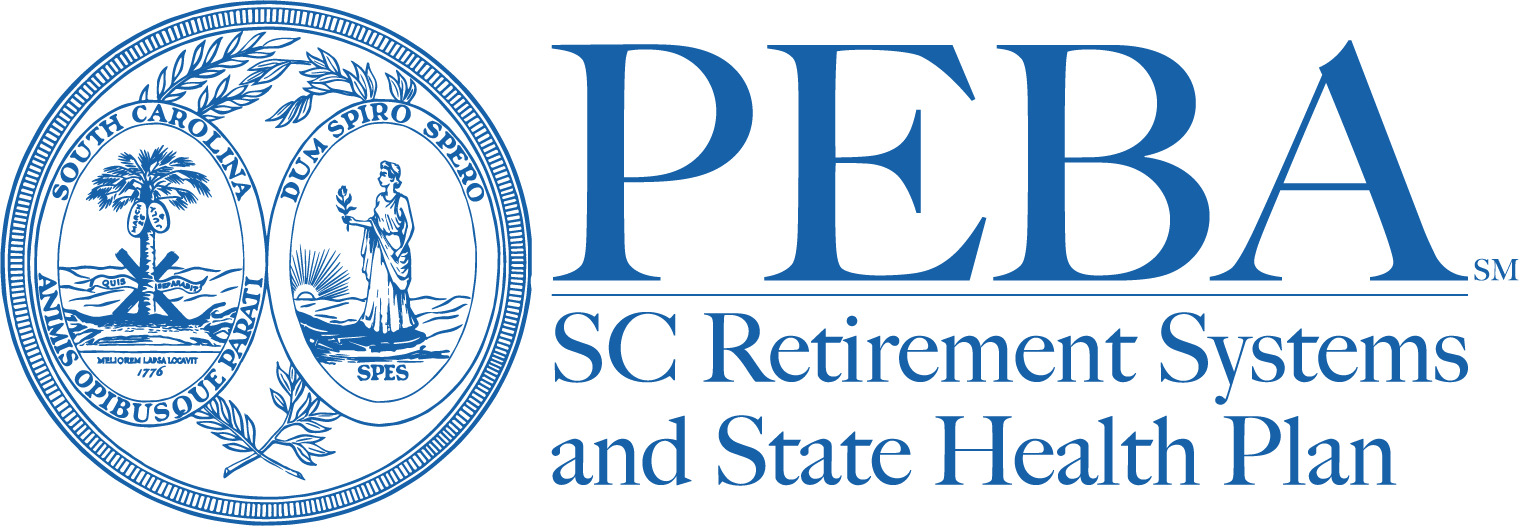 SOUTH CAROLINA
ANIMIS OPIBUSQUE PARATI
QUIS SEPARABIT
MELIOREM LAPSA LOCAVIT
1776
DUM SPIRO SPERO
SPES
PEBA SM
SC Retirement Systems
and State Health Plan